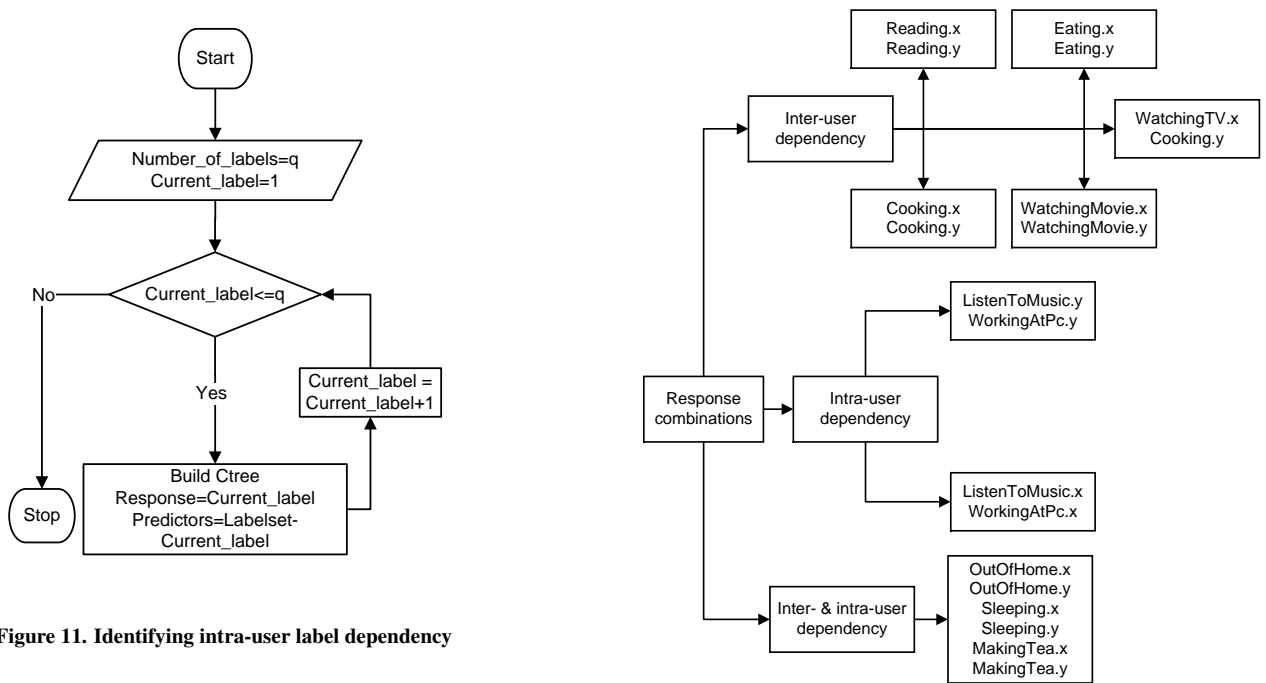 Start
Number_of_labels=q
Current_label=1
Current_label<=q
No
Yes
Current_label =
Current_label+1
Build Ctree
Response=Current_label
Predictors=Labelset-
Current_label
Stop
Figure 11. Identifying intra-user label dependency
Reading.x
Reading.y
Eating.x
Eating.y
Inter-user
dependency
WatchingTV.x
Cooking.y
Cooking.x
Cooking.y
WatchingMovie.x
WatchingMovie.y
ListenToMusic.y
WorkingAtPc.y
Response
combinations
Intra-user
dependency
ListenToMusic.x
WorkingAtPc.x
Inter- & intra-user
dependency
OutOfHome.x
OutOfHome.y
Sleeping.x
Sleeping.y
MakingTea.x
MakingTea.y